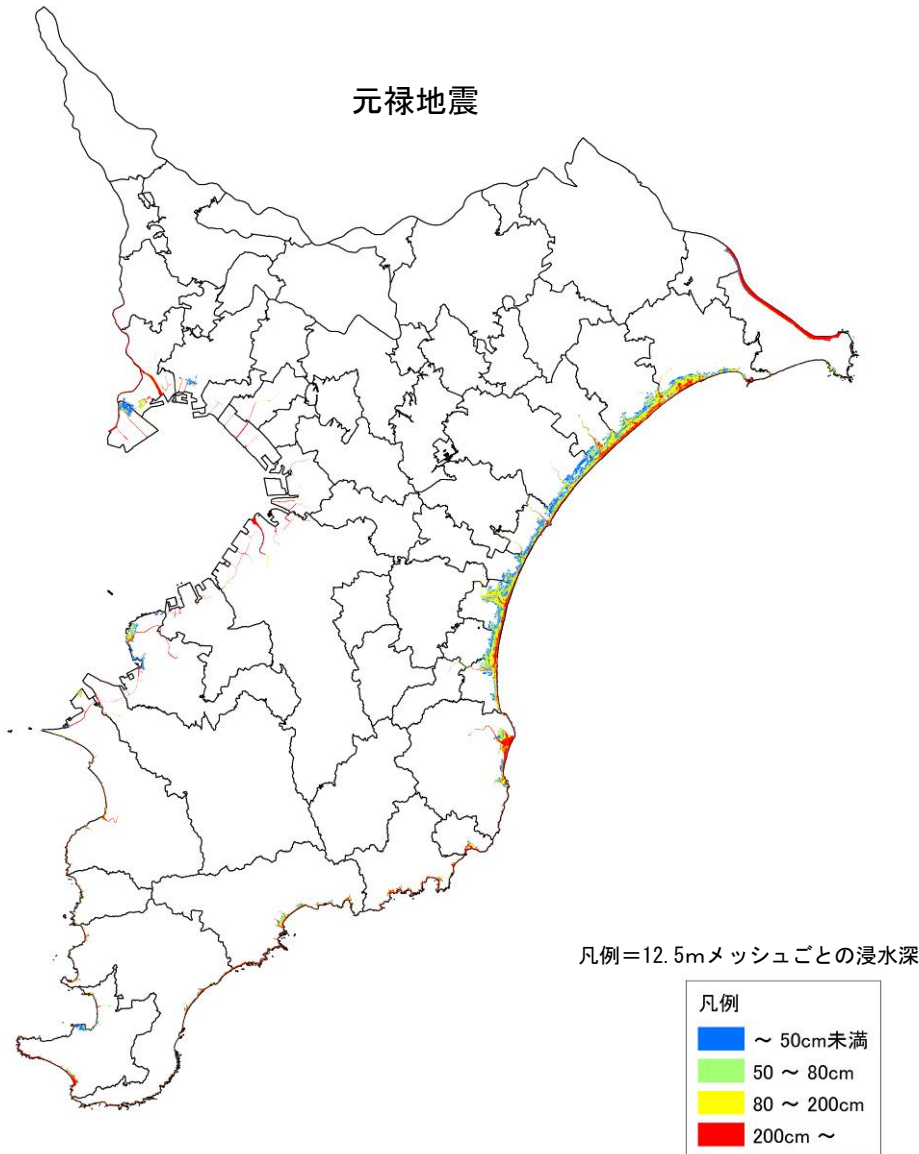 元禄地震
凡例=12.5mメッシュごとの浸水深
凡例
~ 50cm未満
50 ~ 80cm
80 ~ 200cm
200cm ~